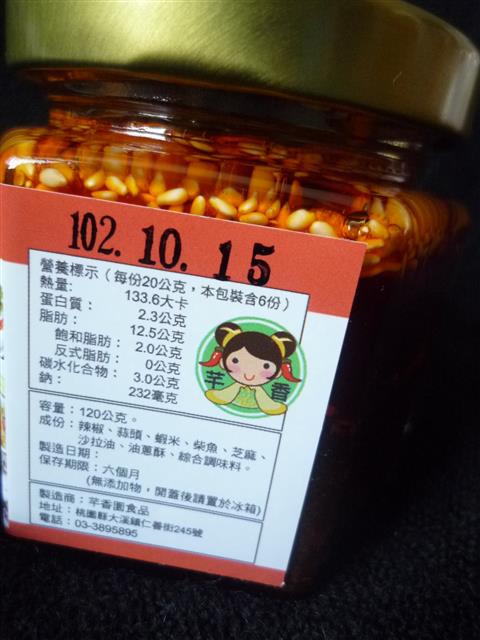 102.10.15
營養標示(每份20公克,本包裝含6份)
熱量: 133.6大卡
蛋白質: 2.3公克
脂肪: 12.5公克
飽和脂肪: 2.0公克
反式脂肪: 0公克
碳水化合物: 3.0公克
鈉: 232毫克
芊香
容量:120公克。
成份:辣椒、蒜頭、蝦米、柴魚、芝麻、
沙拉油、油蔥酥、綜合調味料。
製造日期:
保存期限:六個月
(無添加物,開蓋後請置於冰箱)
製造商:芊香園食品
地址:桃園縣大溪鎮仁善街245號
電話:03-3895895